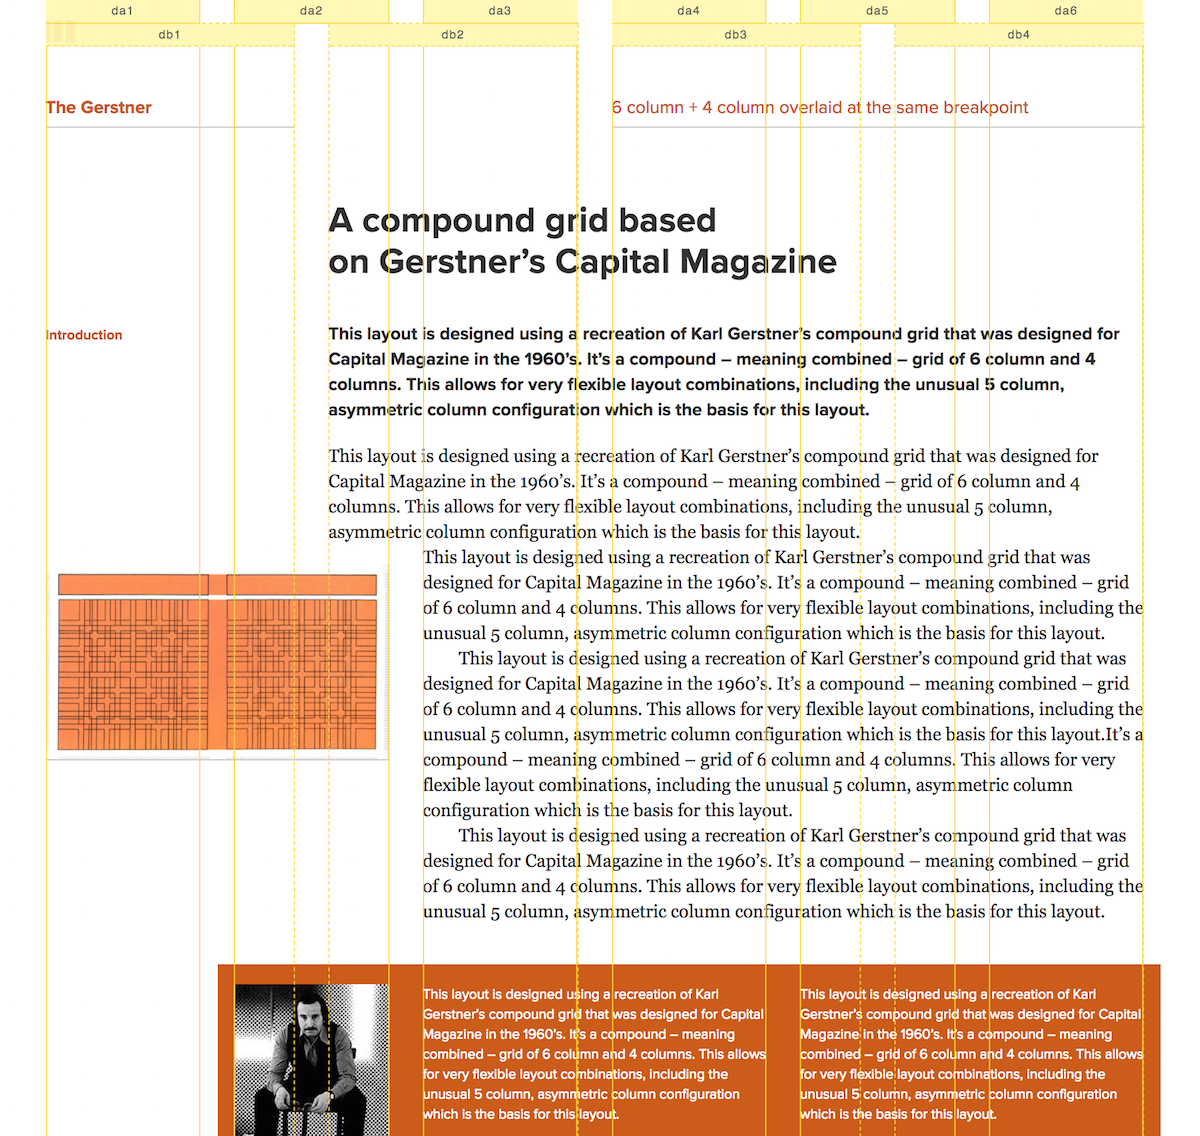 da1 da2 da3 da4 da5 da6
db1 db2 db3 db4
The Gerstner
6 column + 4 column overlaid at the same breakpoint
A compound grid based
on Gerstner’s Capital Magazine
Introduction
This layout is designed using a recreation of Karl Gerstner’s compound grid that was designed for
Capital Magazine in the 1960’s. It’s a compound – meaning combined – grid of 6 column and 4
columns. This allows for very flexible layout combinations, including the unusual 5 column,
asymmetric column configuration which is the basis for this layout.
This layout is designed using a recreation of Karl Gerstner’s compound grid that was designed for
Capital Magazine in the 1960’s. It’s a compound – meaning combined – grid of 6 column and 4
columns. This allows for very flexible layout combinations, including the unusual 5 column,
asymmetric column configuration which is the basis for this layout.
This layout is designed using a recreation of Karl Gerstner’s compound grid that was
designed for Capital Magazine in the 1960’s. It’s a compound – meaning combined – grid
of 6 column and 4 columns. This allows for very flexible layout combinations, including the
unusual 5 column, asymmetric column configuration which is the basis for this layout.
This layout is designed using a recreation of Karl Gerstner’s compound grid that was
designed for Capital Magazine in the 1960’s. It’s a compound – meaning combined – grid
of 6 column and 4 columns. This allows for very flexible layout combinations, including the
unusual 5 column, asymmetric column configuration which is the basis for this layout.It’s a
compound – meaning combined – grid of 6 column and 4 columns. This allows for very
flexible layout combinations, including the unusual 5 column, asymmetric column
configuration which is the basis for this layout.
This layout is designed using a recreation of Karl Gerstner’s compound grid that was
designed for Capital Magazine in the 1960’s. It’s a compound – meaning combined – grid
of 6 column and 4 columns. This allows for very flexible layout combinations, including the
unusual 5 column, asymmetric column configuration which is the basis for this layout.
This layout is designed using a recreation of Karl
Gerstner’s compound grid that was designed for Capital
Magazine in the 1960’s. It’s a compound – meaning
combined – grid of 6 column and 4 columns. This allows
for very flexible layout combinations, including the
unusual 5 column, asymmetric column configuration
which is the basis for this layout.
This layout is designed using a recreation of Karl
Gerstner’s compound grid that was designed for Capital
Magazine in the 1960’s. It’s a compound – meaning
combined – grid of 6 column and 4 columns. This allows
for very flexible layout combinations, including the
unusual 5 column, asymmetric column configuration
which is the basis for this layout.